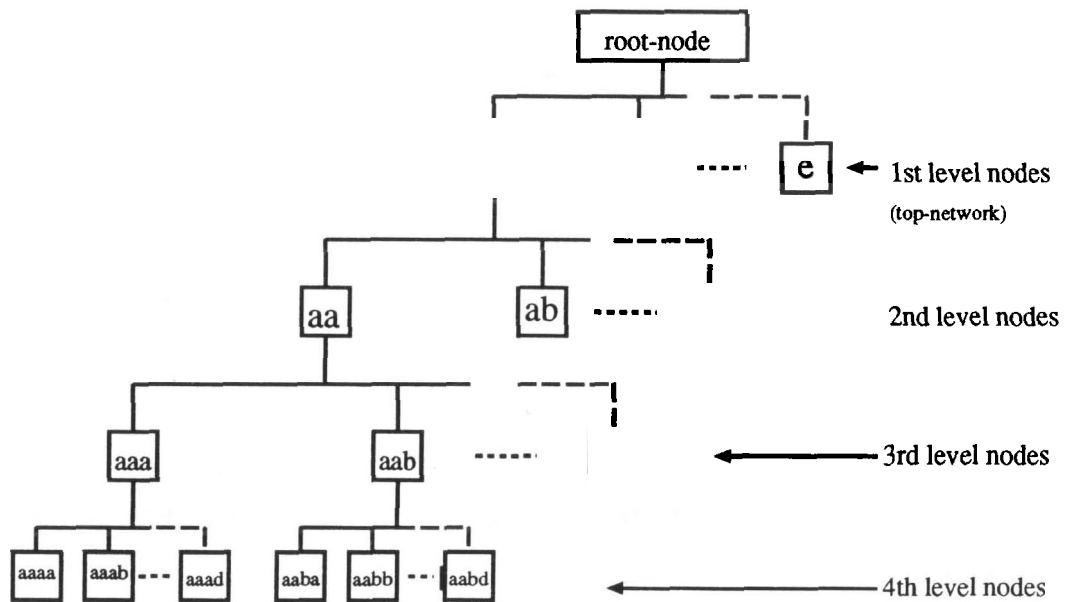 root-node
e
1st level nodes
(top-network)
aa
ab
2nd level nodes
aaa
aab
3rd level nodes
aaaa
aaab
aaad
aaba
aabb
aabd
4th level nodes